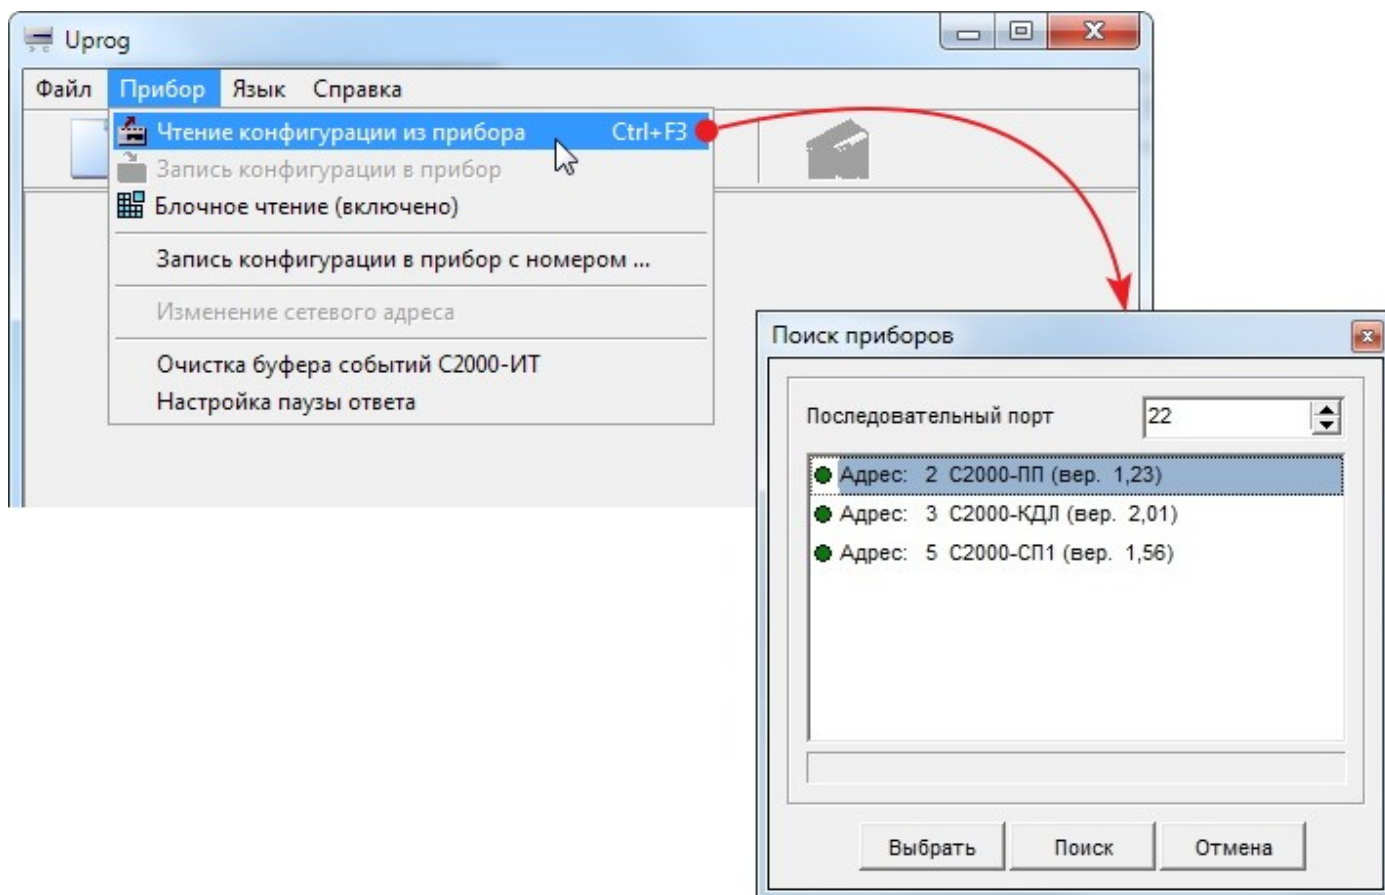 Uprog
Файл Прибор Язык Справка
Чтение конфигурации из прибора Ctrl+F3
Запись конфигурации в прибор
Блочное чтение (включено)
Запись конфигурации в прибор с номером ...
Изменение сетевого адреса
Очистка буфера событий С2000-ИТ
Настройка паузы ответа
Поиск приборов
Последовательный порт 22
Адрес: 2 С2000-ПП (вер. 1,23)
Адрес: 3 С2000-КДЛ (вер. 2,01)
Адрес: 5 С2000-СП1 (вер. 1,56)
Выбрать Поиск Отмена